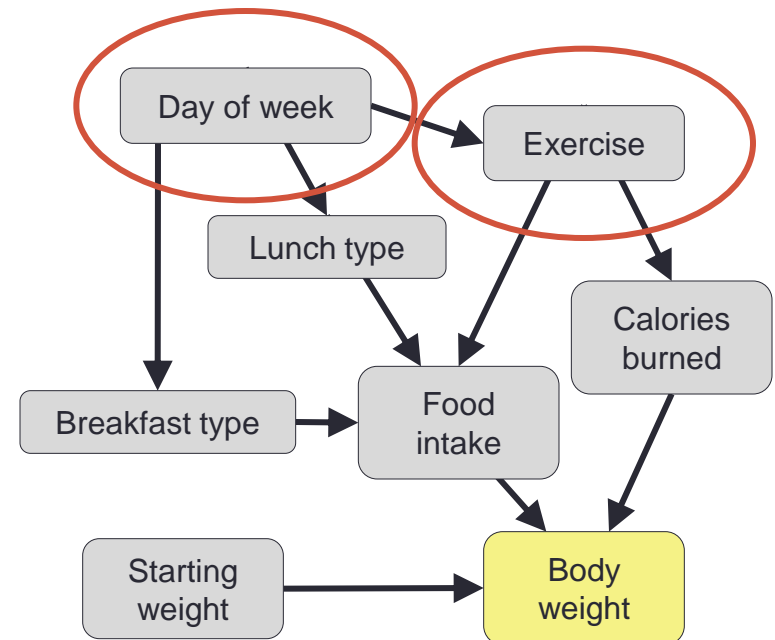 Day of week
Exercise
Lunch type
Calories
burned
Breakfast type
Food
intake
Starting
weight
Body
weight